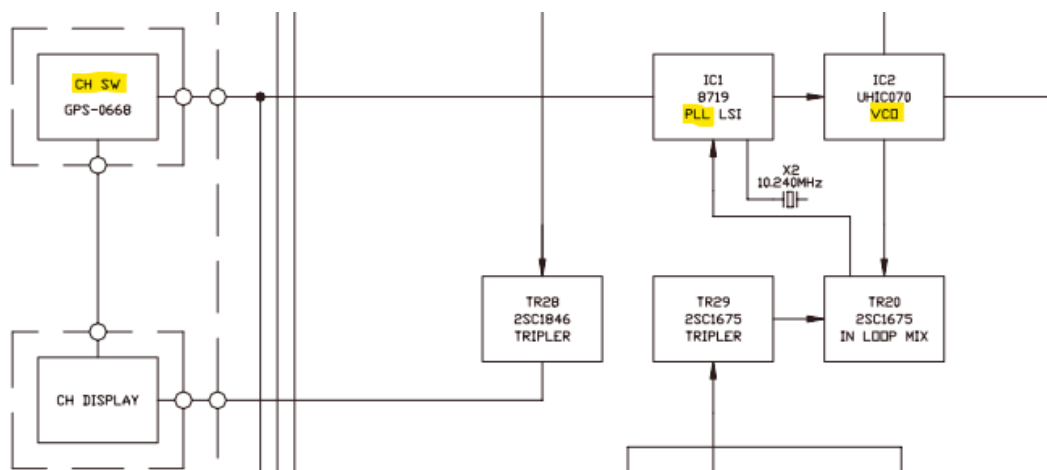 CH SW
GPS-0668
IC1
8719
PLL LSI
IC2
UHIC070
VCO
X2
10.240MHz
TR28
2SC1846
TRIPLER
TR29
2SC1675
TRIPLER
TR20
2SC1675
IN LOOP MIX
CH DISPLAY